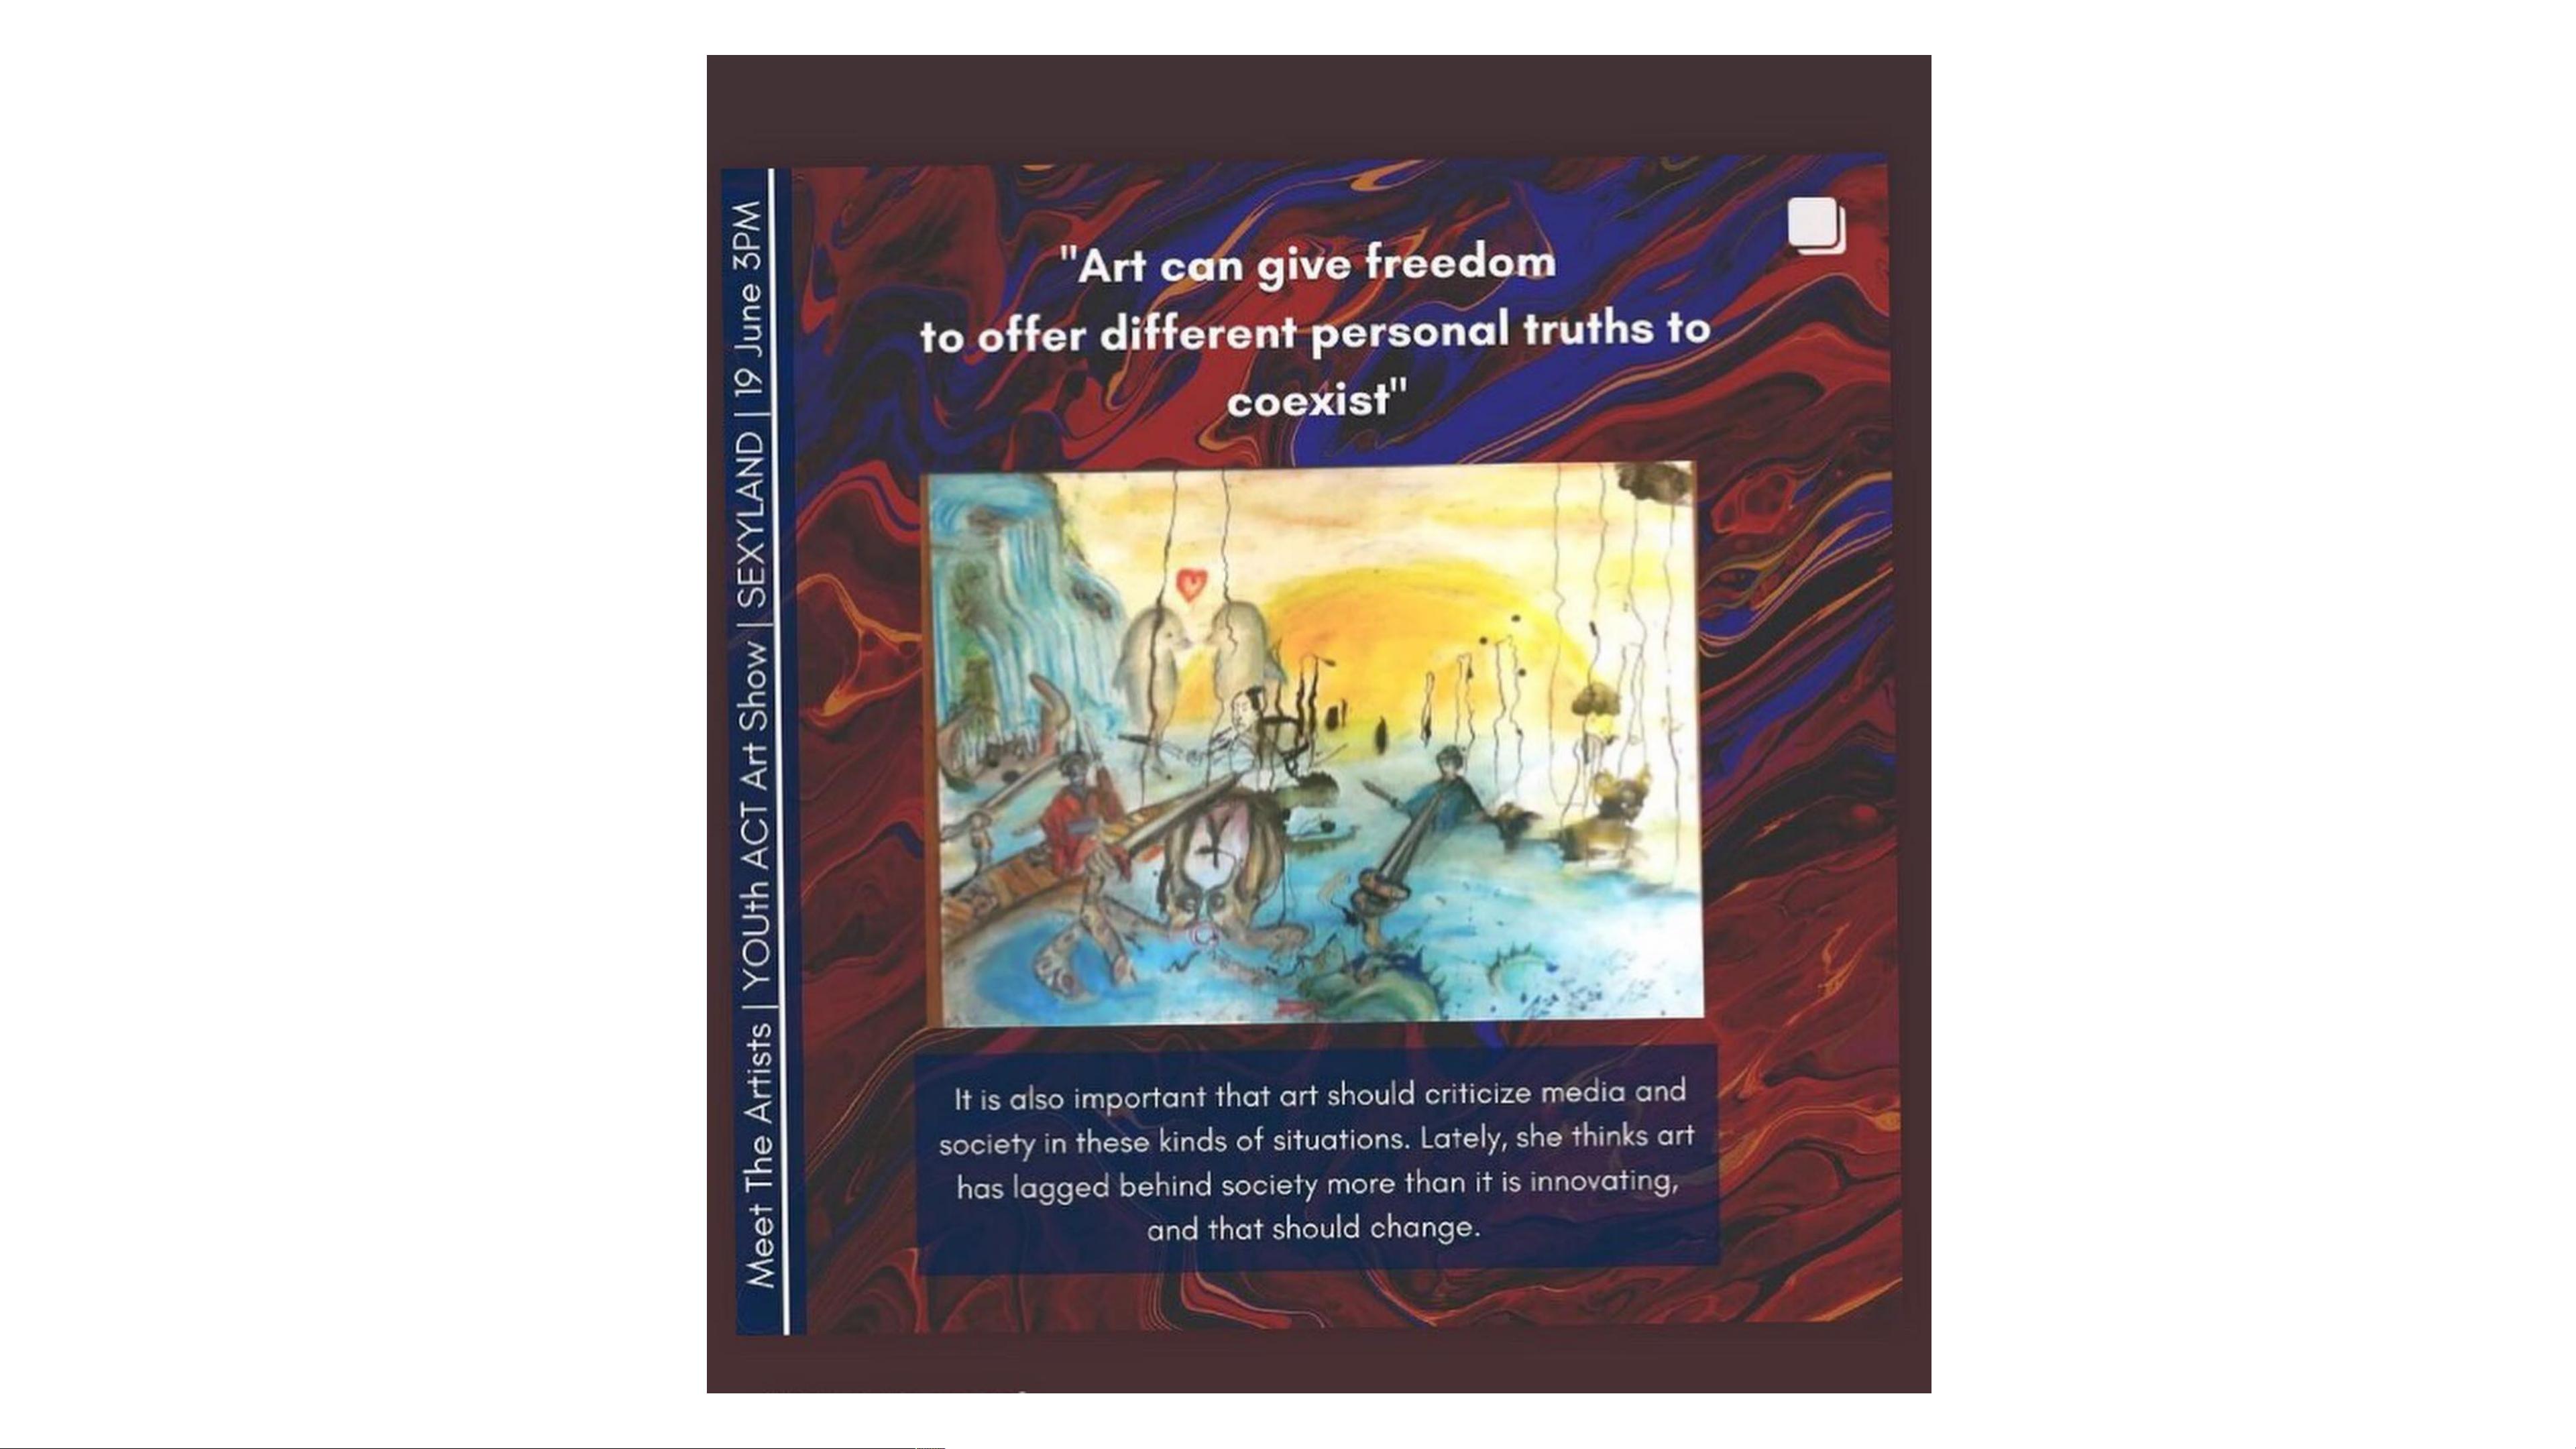 "Art can give freedom
to offer different personal truths to
coexist"
It is also important that art should criticize media and
society in these kinds of situations. Lately, she thinks art
has lagged behind society more than it is innovating,
and that should change.
Meet The Artists | YOUth ACT Art Show | SEXYLAND | 19 June 3PM